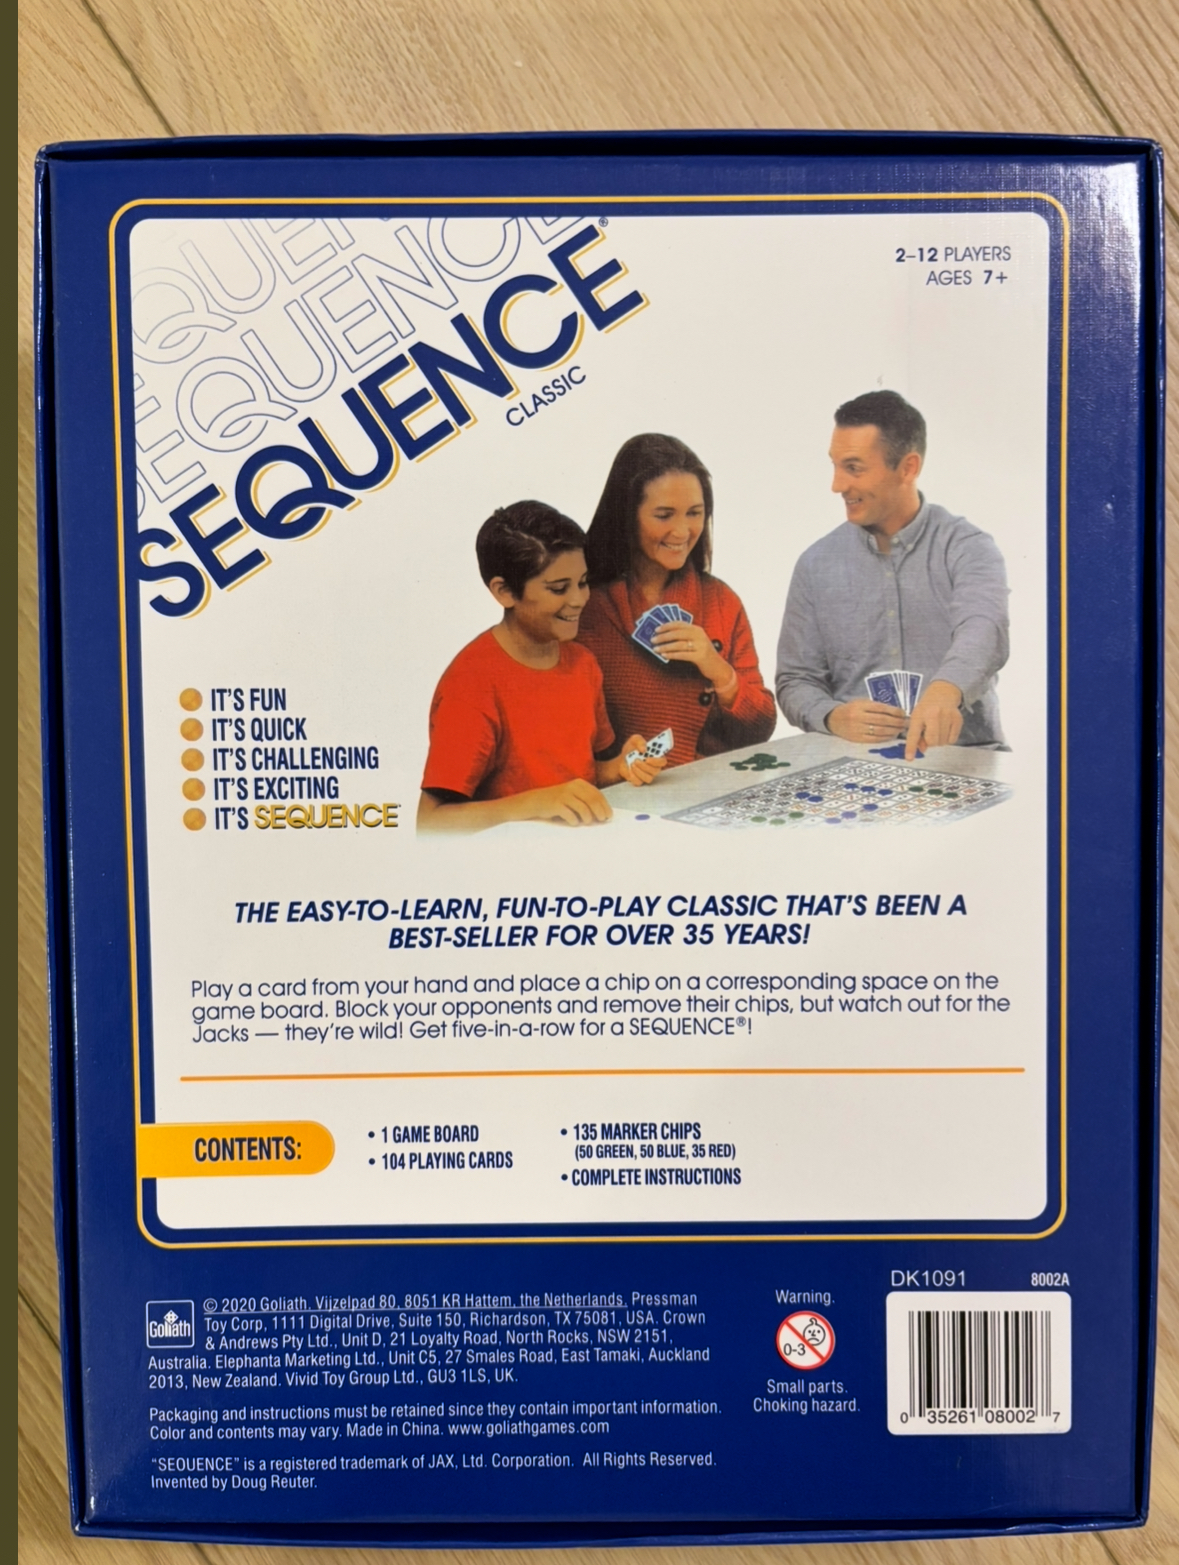 QUEN
SEQUENCE
SEQUENCE®
CLASSIC
2–12 PLAYERS
AGES 7+
IT'S FUN
IT'S QUICK
IT'S CHALLENGING
IT'S EXCITING
IT'S SEQUENCE
THE EASY-TO-LEARN, FUN-TO-PLAY CLASSIC THAT'S BEEN A
BEST-SELLER FOR OVER 35 YEARS!
Play a card from your hand and place a chip on a corresponding space on the
game board. Block your opponents and remove their chips, but watch out for the
Jacks — they're wild! Get five-in-a-row for a SEQUENCE®!
CONTENTS:
• 1 GAME BOARD
• 104 PLAYING CARDS
• 135 MARKER CHIPS
(50 GREEN, 50 BLUE, 35 RED)
• COMPLETE INSTRUCTIONS
Goliath
© 2020 Goliath, Vijzelpad 80, 8051 KR Hattem, the Netherlands. Pressman
Toy Corp, 1111 Digital Drive, Suite 150, Richardson, TX 75081, USA. Crown
& Andrews Pty Ltd., Unit D, 21 Loyalty Road, North Rocks, NSW 2151,
Australia. Elephanta Marketing Ltd., Unit C5, 27 Smales Road, East Tamaki, Auckland
2013, New Zealand. Vivid Toy Group Ltd., GU3 1LS, UK.
Packaging and instructions must be retained since they contain important information.
Color and contents may vary. Made in China. www.goliathgames.com
"SEQUENCE" is a registered trademark of JAX, Ltd. Corporation. All Rights Reserved.
Invented by Doug Reuter.
Warning.
0-3
Small parts.
Choking hazard.
DK1091
8002A
0 35261 08002 7